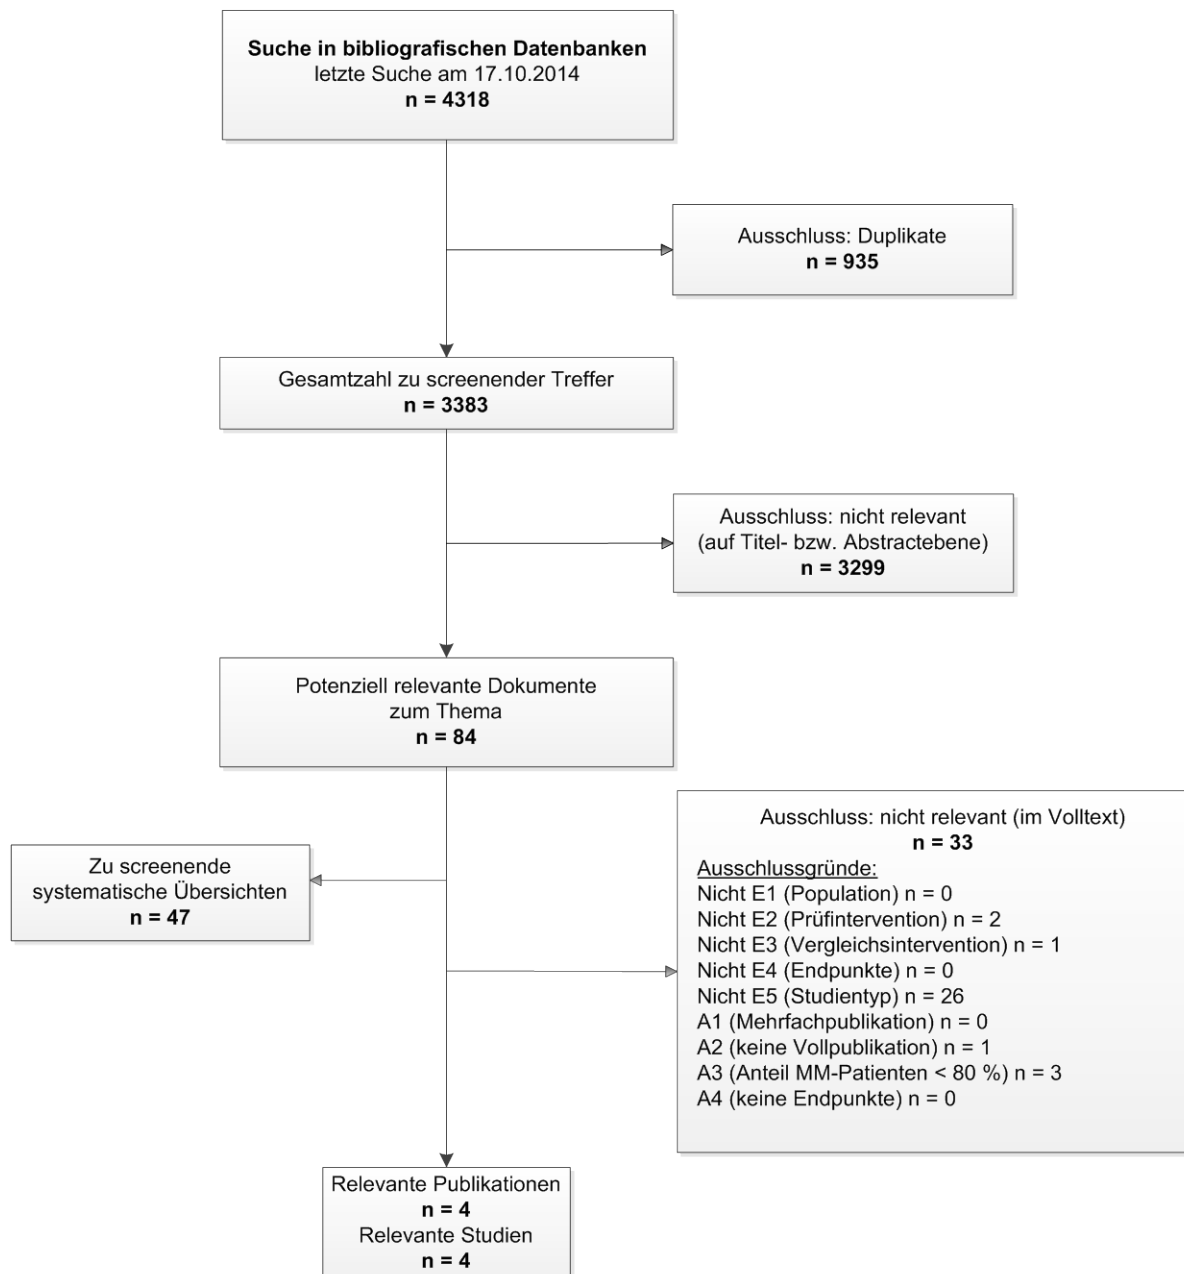 Suche in bibliografischen Datenbanken
letzte Suche am 17.10.2014
n = 4318
Ausschluss: Duplikate
n = 935
Gesamtzahl zu screenender Treffer
n = 3383
Ausschluss: nicht relevant
(auf Titel- bzw. Abstractebene)
n = 3299
Potenziell relevante Dokumente
zum Thema
n = 84
Zu screenende
systematische Übersichten
n = 47
Ausschluss: nicht relevant (im Volltext)
n = 33
Ausschlussgründe:
Nicht E1 (Population) n = 0
Nicht E2 (Prüfintervention) n = 2
Nicht E3 (Vergleichsintervention) n = 1
Nicht E4 (Endpunkte) n = 0
Nicht E5 (Studientyp) n = 26
A1 (Mehrfachpublikation) n = 0
A2 (keine Vollpublikation) n = 1
A3 (Anteil MM-Patienten < 80 %) n = 3
A4 (keine Endpunkte) n = 0
Relevante Publikationen
n = 4
Relevante Studien
n = 4